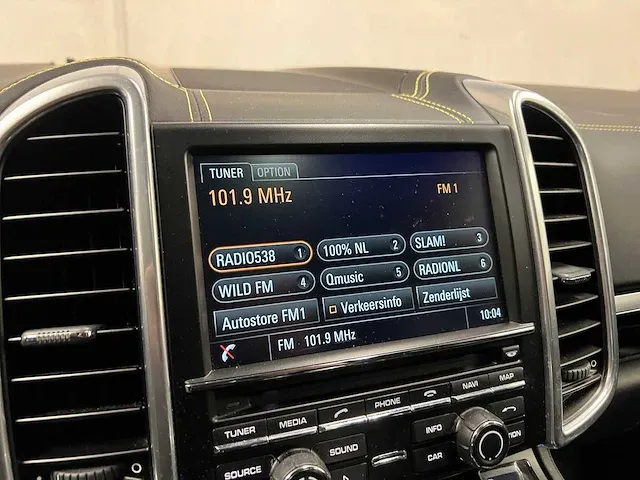 TUNER OPTION
101.9 MHz FM 1
RADIO538 1 100% NL 2 SLAM! 3
WILD FM 4 Qmusic 5 RADIONL 6
Autostore FM1 Verkeersinfo Zenderlijst
FM 101.9 MHz 10:04
TUNER MEDIA PHONE NAVI MAP
SOURCE SOUND INFO CAR